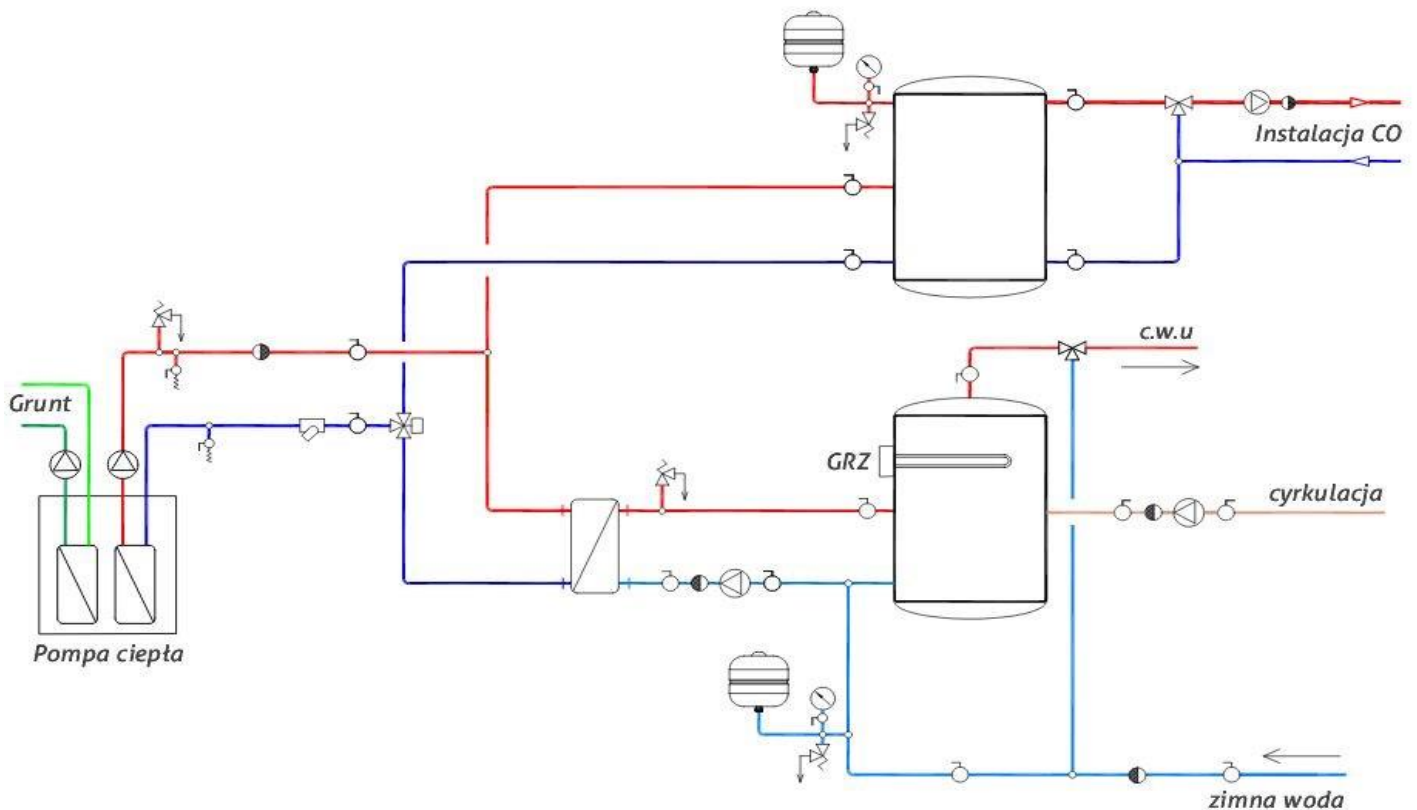 Instalacja CO
c.w.u
Grunt
GRZ
cyrkulacja
Pompa ciepła
zimna woda